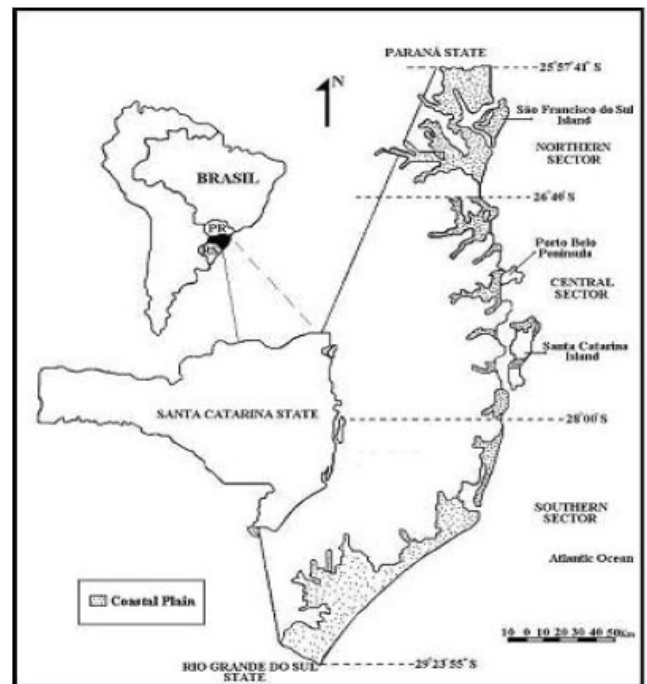 PARANÁ STATE
25°57'41" S
N
São Francisco do Sul
Island
NORTHERN
SECTOR
BRASIL
PR
26°40' S
RS
Porto Belo
Peninsula
CENTRAL
SECTOR
Santa Catarina
Island
SANTA CATARINA STATE
28°00' S
SOUTHERN
SECTOR
Atlantic Ocean
Coastal Plain
10 0 10 20 30 40 50Km
RIO GRANDE DO SUL
STATE
29°23'55" S